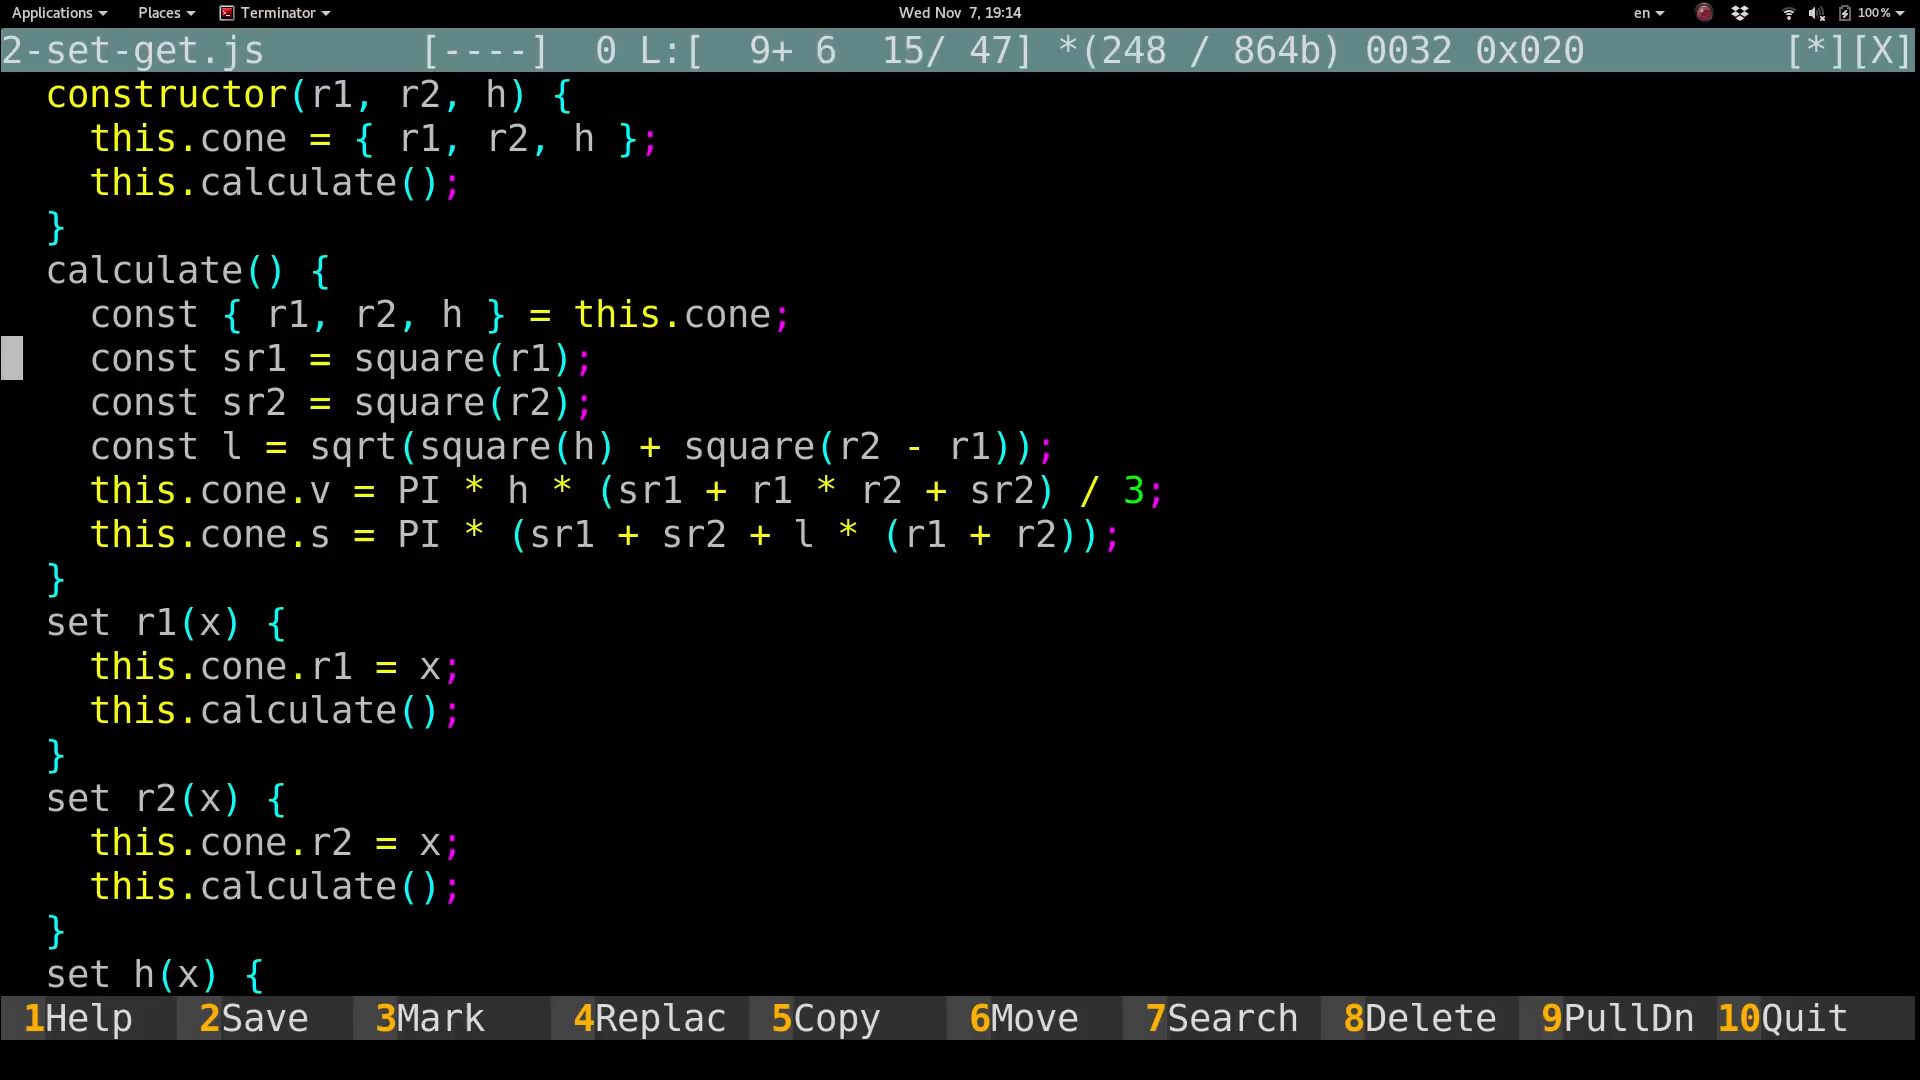 Applications Places Terminator Wed Nov 7, 19:14 en 100%
2-set-get.js [----] 0 L:[ 9+ 6 15/ 47] *(248 / 864b) 0032 0x020 [*][X]
constructor(r1, r2, h) {
this.cone = { r1, r2, h };
this.calculate();
}
calculate() {
const { r1, r2, h } = this.cone;
const sr1 = square(r1);
const sr2 = square(r2);
const l = sqrt(square(h) + square(r2 - r1));
this.cone.v = PI * h * (sr1 + r1 * r2 + sr2) / 3;
this.cone.s = PI * (sr1 + sr2 + l * (r1 + r2));
}
set r1(x) {
this.cone.r1 = x;
this.calculate();
}
set r2(x) {
this.cone.r2 = x;
this.calculate();
}
set h(x) {
1Help 2Save 3Mark 4Replac 5Copy 6Move 7Search 8Delete 9PullDn 10Quit